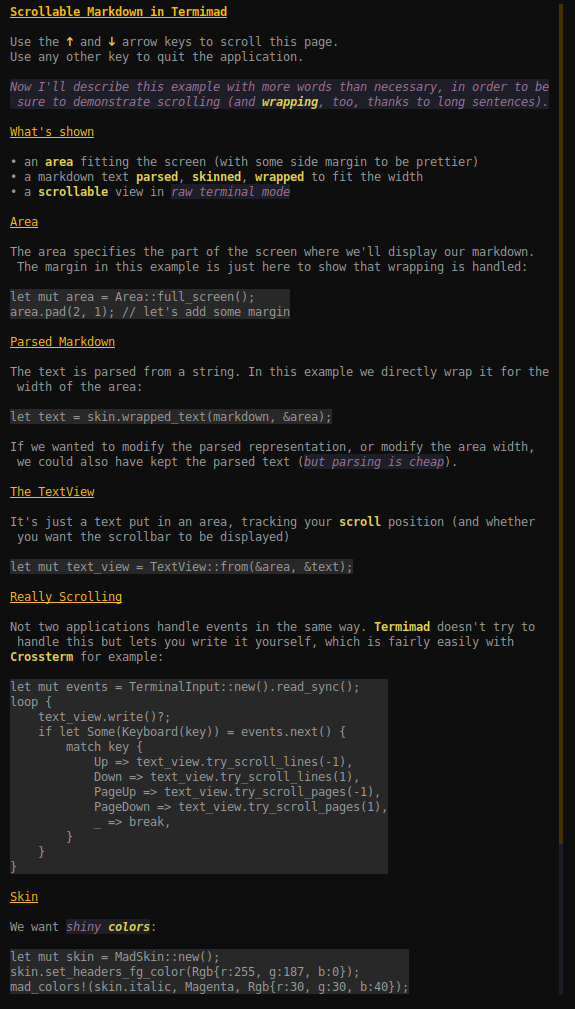 Scrollable Markdown in Termimad
Use the ↑ and ↓ arrow keys to scroll this page.
Use any other key to quit the application.
Now I'll describe this example with more words than necessary, in order to be
sure to demonstrate scrolling (and wrapping, too, thanks to long sentences).
What's shown
• an area fitting the screen (with some side margin to be prettier)
• a markdown text parsed, skinned, wrapped to fit the width
• a scrollable view in raw terminal mode
Area
The area specifies the part of the screen where we'll display our markdown.
The margin in this example is just here to show that wrapping is handled:
let mut area = Area::full_screen();
area.pad(2, 1); // let's add some margin
Parsed Markdown
The text is parsed from a string. In this example we directly wrap it for the
width of the area:
let text = skin.wrapped_text(markdown, &area);
If we wanted to modify the parsed representation, or modify the area width,
we could also have kept the parsed text (but parsing is cheap).
The TextView
It's just a text put in an area, tracking your scroll position (and whether
you want the scrollbar to be displayed)
let mut text_view = TextView::from(&area, &text);
Really Scrolling
Not two applications handle events in the same way. Termimad doesn't try to
handle this but lets you write it yourself, which is fairly easily with
Crossterm for example:
let mut events = TerminalInput::new().read_sync();
loop {
    text_view.write()?;
    if let Some(Keyboard(key)) = events.next() {
        match key {
            Up => text_view.try_scroll_lines(-1),
            Down => text_view.try_scroll_lines(1),
            PageUp => text_view.try_scroll_pages(-1),
            PageDown => text_view.try_scroll_pages(1),
            _ => break,
        }
    }
}
Skin
We want shiny colors:
let mut skin = MadSkin::new();
skin.set_headers_fg_color(Rgb{r:255, g:187, b:0});
mad_colors!(skin.italic, Magenta, Rgb{r:30, g:30, b:40});